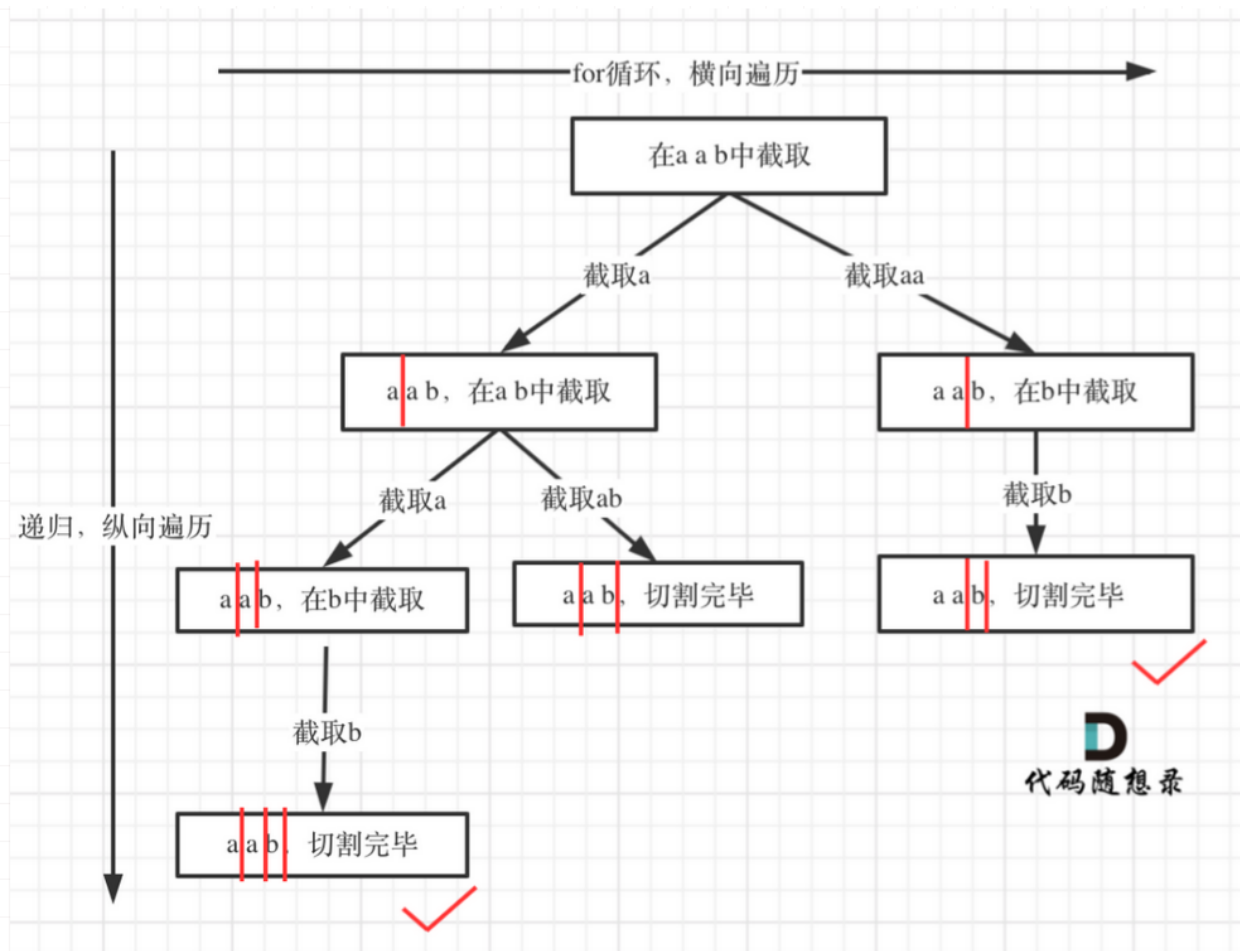 for循环，横向遍历
在a a b中截取
截取a
截取aa
a a b，在a b中截取
a a b，在b中截取
截取a
截取ab
截取b
递归，纵向遍历
a a b，在b中截取
a a b，切割完毕
a a b，切割完毕
截取b
代码随想录
a a b，切割完毕